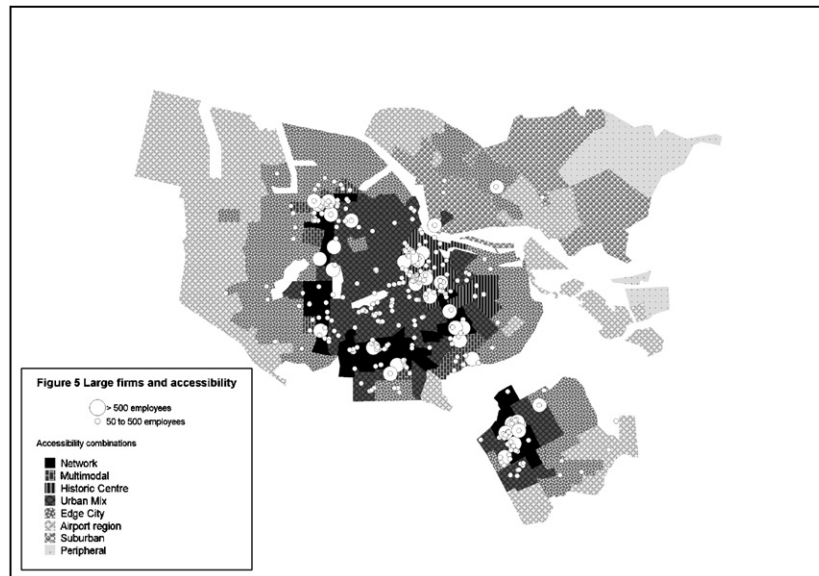 Figure 5 Large firms and accessibility
> 500 employees
50 to 500 employees
Accessibility combinations
Network
Multimodal
Historic Centre
Urban Mix
Edge City
Airport region
Suburban
Peripheral